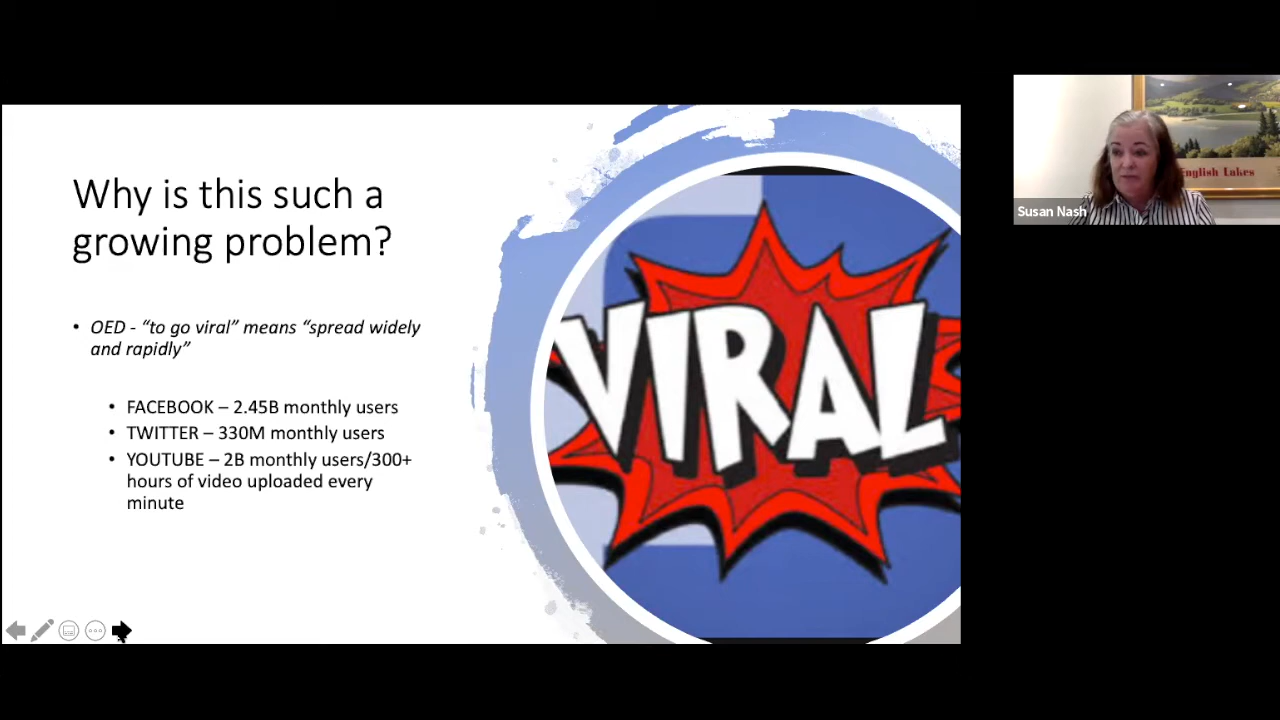 Why is this such a
growing problem?
• OED - “to go viral” means “spread widely
and rapidly”
• FACEBOOK – 2.45B monthly users
• TWITTER – 330M monthly users
• YOUTUBE – 2B monthly users/300+
hours of video uploaded every
minute
VIRAL
English Lakes
Susan Nash